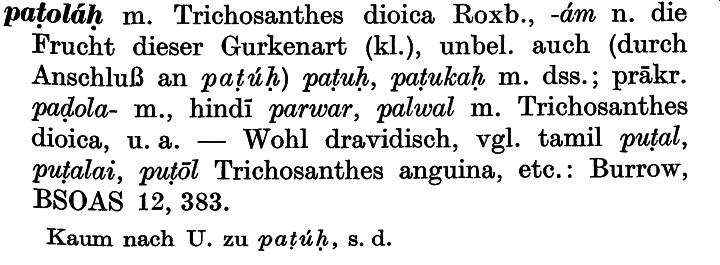 paṭoláḥ m. Trichosanthes dioica Roxb., -ám n. die
Frucht dieser Gurkenart (kl.), unbel. auch (durch
Anschluß an paṭúḥ) paṭuḥ, paṭukaḥ m. dss.; prākr.
paḍola- m., hindī parwar, palwal m. Trichosanthes
dioica, u. a. — Wohl dravidisch, vgl. tamil puṭal,
puṭalai, puṭōl Trichosanthes anguina, etc.: Burrow,
BSOAS 12, 383.
Kaum nach U. zu paṭúḥ, s. d.